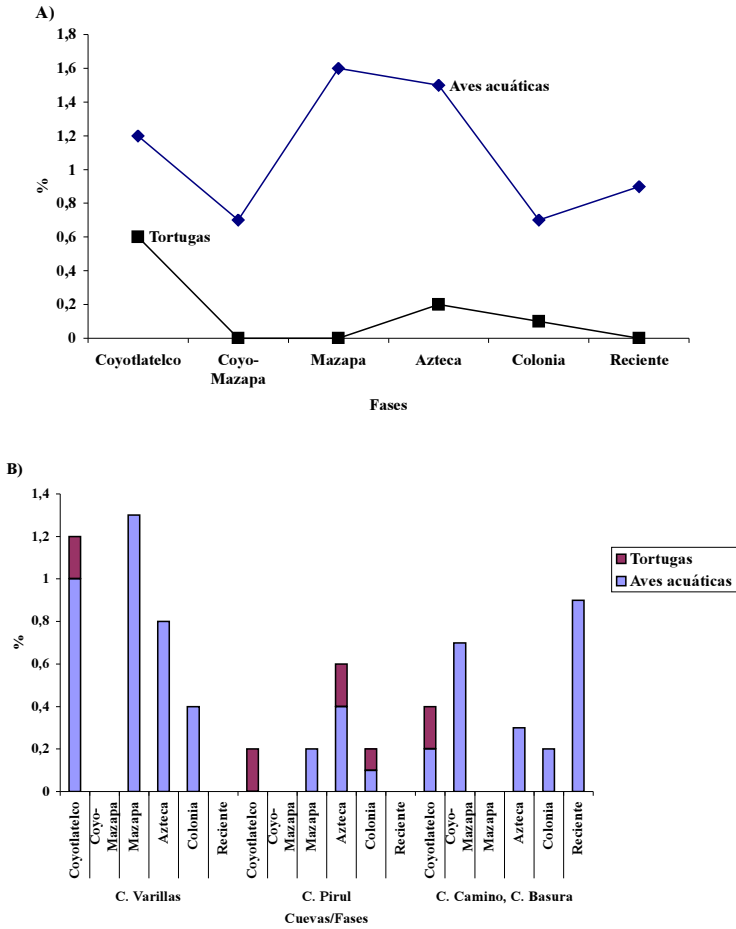 A)
1,8
1,6
1,4
1,2
1
0,8
0,6
0,4
0,2
0
%
Aves acuáticas
Tortugas
Coyotlatelco
Coyo-
Mazapa
Mazapa
Azteca
Colonia
Reciente
Fases
B)
1,4
1,2
1
0,8
0,6
0,4
0,2
0
%
Tortugas
Aves acuáticas
Coyotlatelco
Coyo-
Mazapa
Mazapa
Azteca
Colonia
Reciente
Coyotlatelco
Coyo-
Mazapa
Mazapa
Azteca
Colonia
Reciente
Coyotlatelco
Coyo-
Mazapa
Mazapa
Azteca
Colonia
Reciente
C. Varillas
C. Pirul
C. Camino, C. Basura
Cuevas/Fases